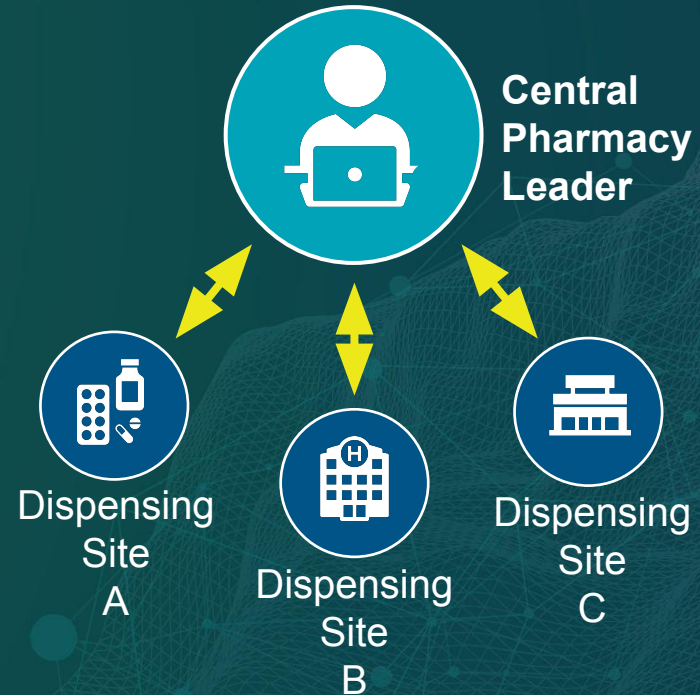 Central
Pharmacy
Leader
Dispensing
Site
A
H
Dispensing
Site
B
Dispensing
Site
C